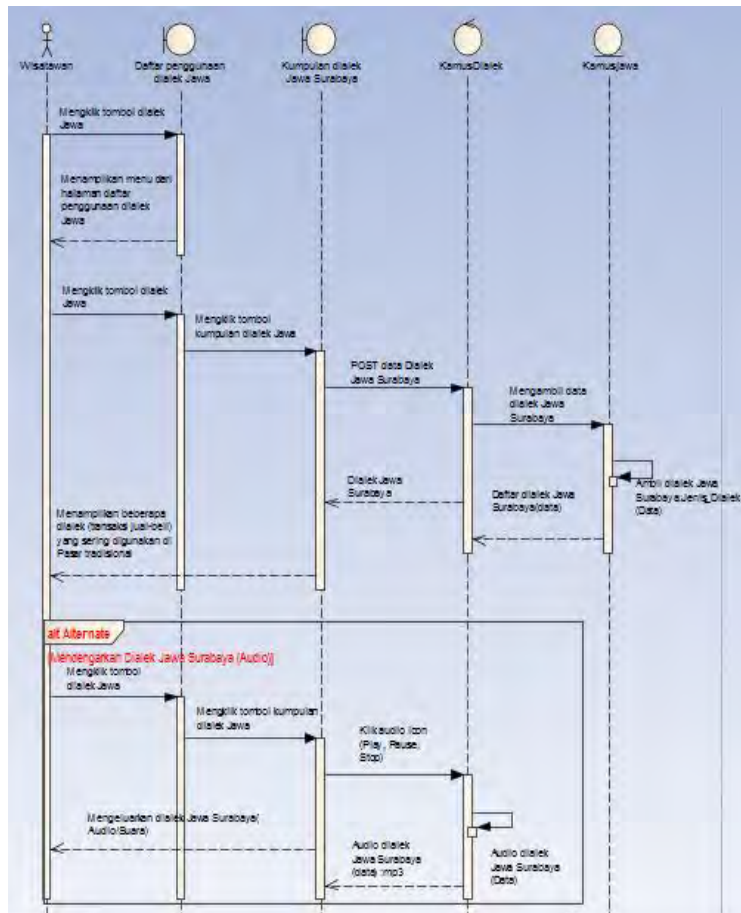 Wisatawan
Daftar penggunaan
dialek Jawa
Kumpulan dialek
Jawa Surabaya
KamusDialek
KamusJawa
Mengklik tombol dialek
Jawa
Menampilkan menu dari
halaman daftar
penggunaan dialek
Jawa
Mengklik tombol dialek
Jawa
Mengklik tombol
kumpulan dialek Jawa
POST data Dialek
Jawa Surabaya
Mengambil data
dialek Jawa
Surabaya
Ambil dialek Jawa
Surabaya:Jenis_Dialek
(Data)
Dialek Jawa
Surabaya
Daftar dialek Jawa
Surabaya(data)
Menampilkan beberapa
dialek (transaksi jual-beli)
yang sering digunakan di
Pasar tradisional
alt Alternate
[Mendengarkan Dialek Jawa Surabaya (Audio)]
Mengklik tombol
dialek Jawa
Mengklik tombol kumpulan
dialek Jawa
Klik audio icon
(Play, Pause,
Stop)
Mengeluarkan dialek Jawa Surabaya(
Audio/Suara)
Audio dialek
Jawa Surabaya
(data) :mp3
Audio dialek
Jawa Surabaya
(Data)